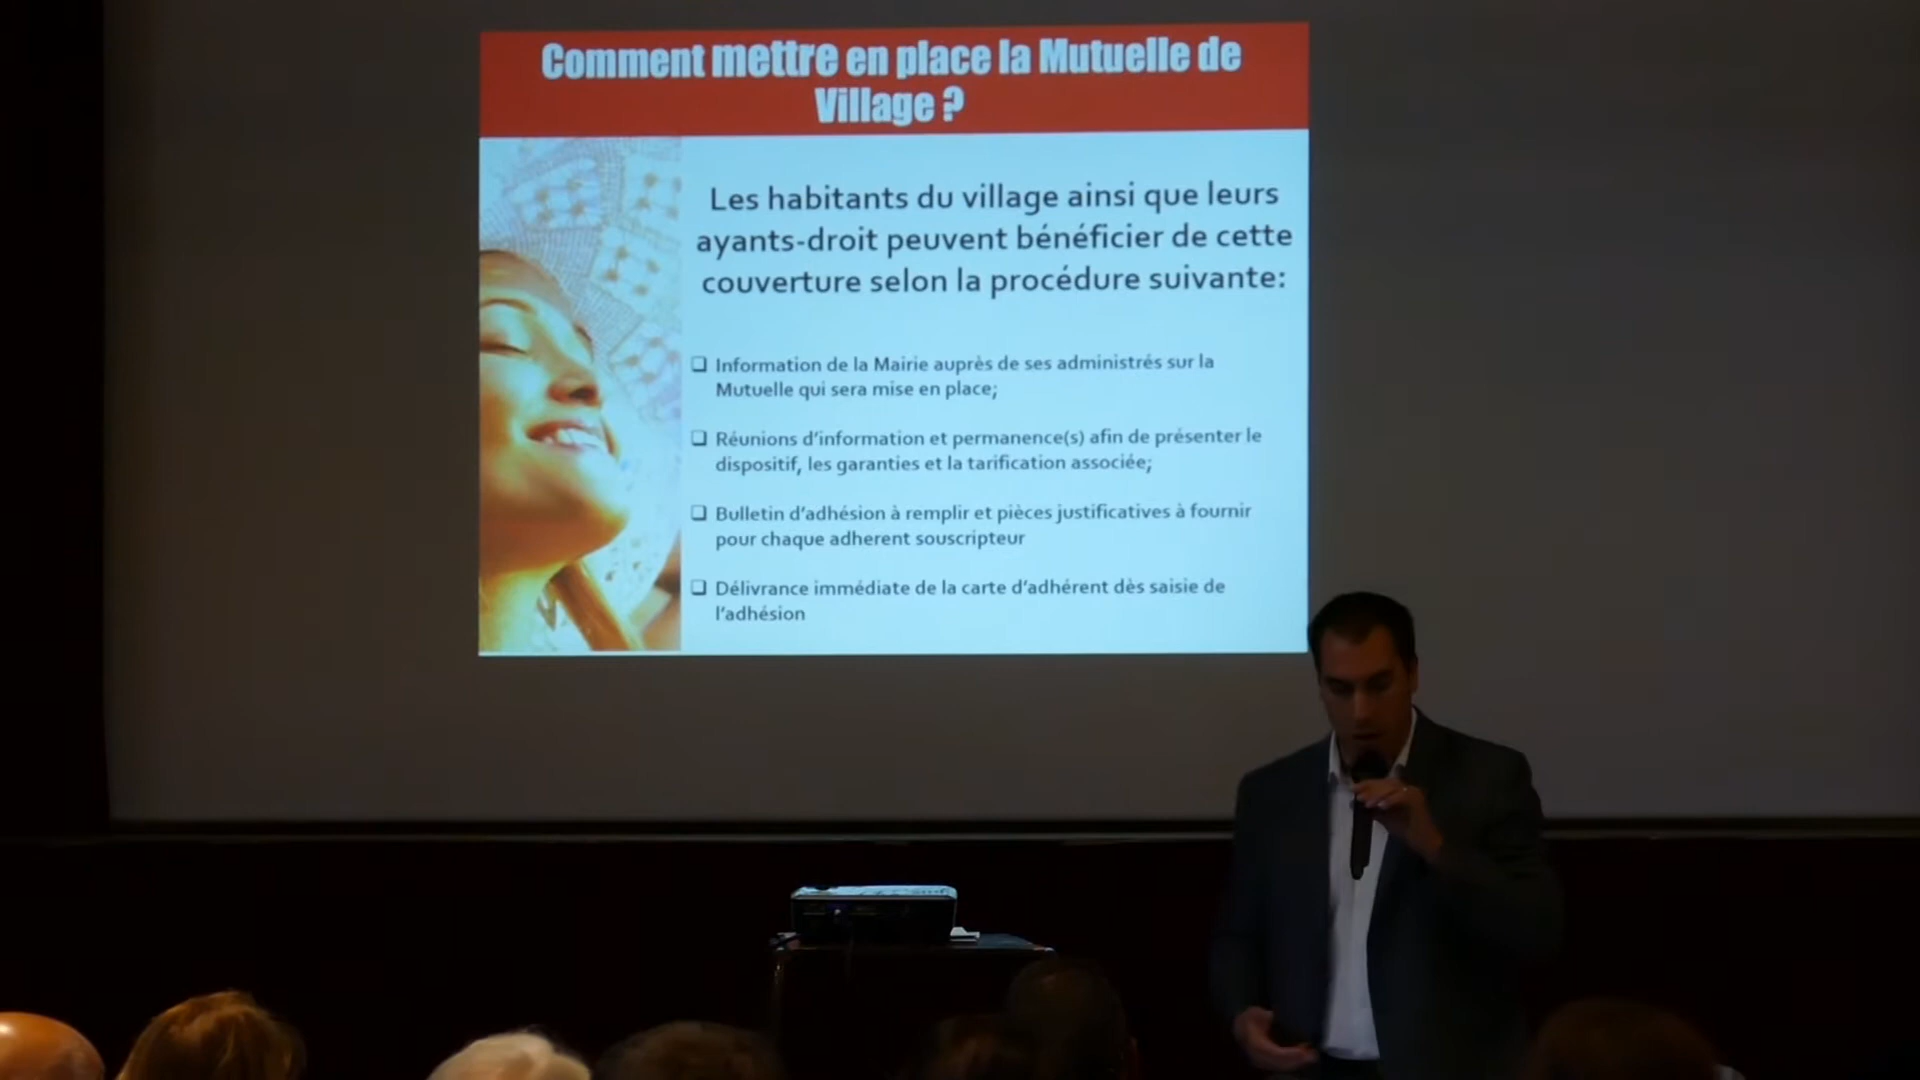 Comment mettre en place la Mutuelle de
Village ?
Les habitants du village ainsi que leurs
ayants-droit peuvent bénéficier de cette
couverture selon la procédure suivante:
❑ Information de la Mairie auprès de ses administrés sur la
Mutuelle qui sera mise en place;
❑ Réunions d’information et permanence(s) afin de présenter le
dispositif, les garanties et la tarification associée;
❑ Bulletin d’adhésion à remplir et pièces justificatives à fournir
pour chaque adherent souscripteur
❑ Délivrance immédiate de la carte d’adhérent dès saisie de
l’adhésion